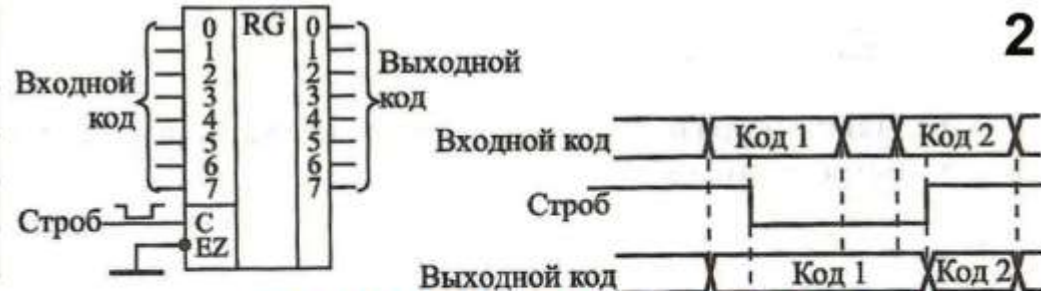 2
0 RG 0
1 1
2 2
3 3
4 4
5 5
6 6
7 7
Входной
код
Выходной
код
Строб
C
EZ
Входной код
Код 1
Код 2
Строб
Выходной код
Код 1
Код 2